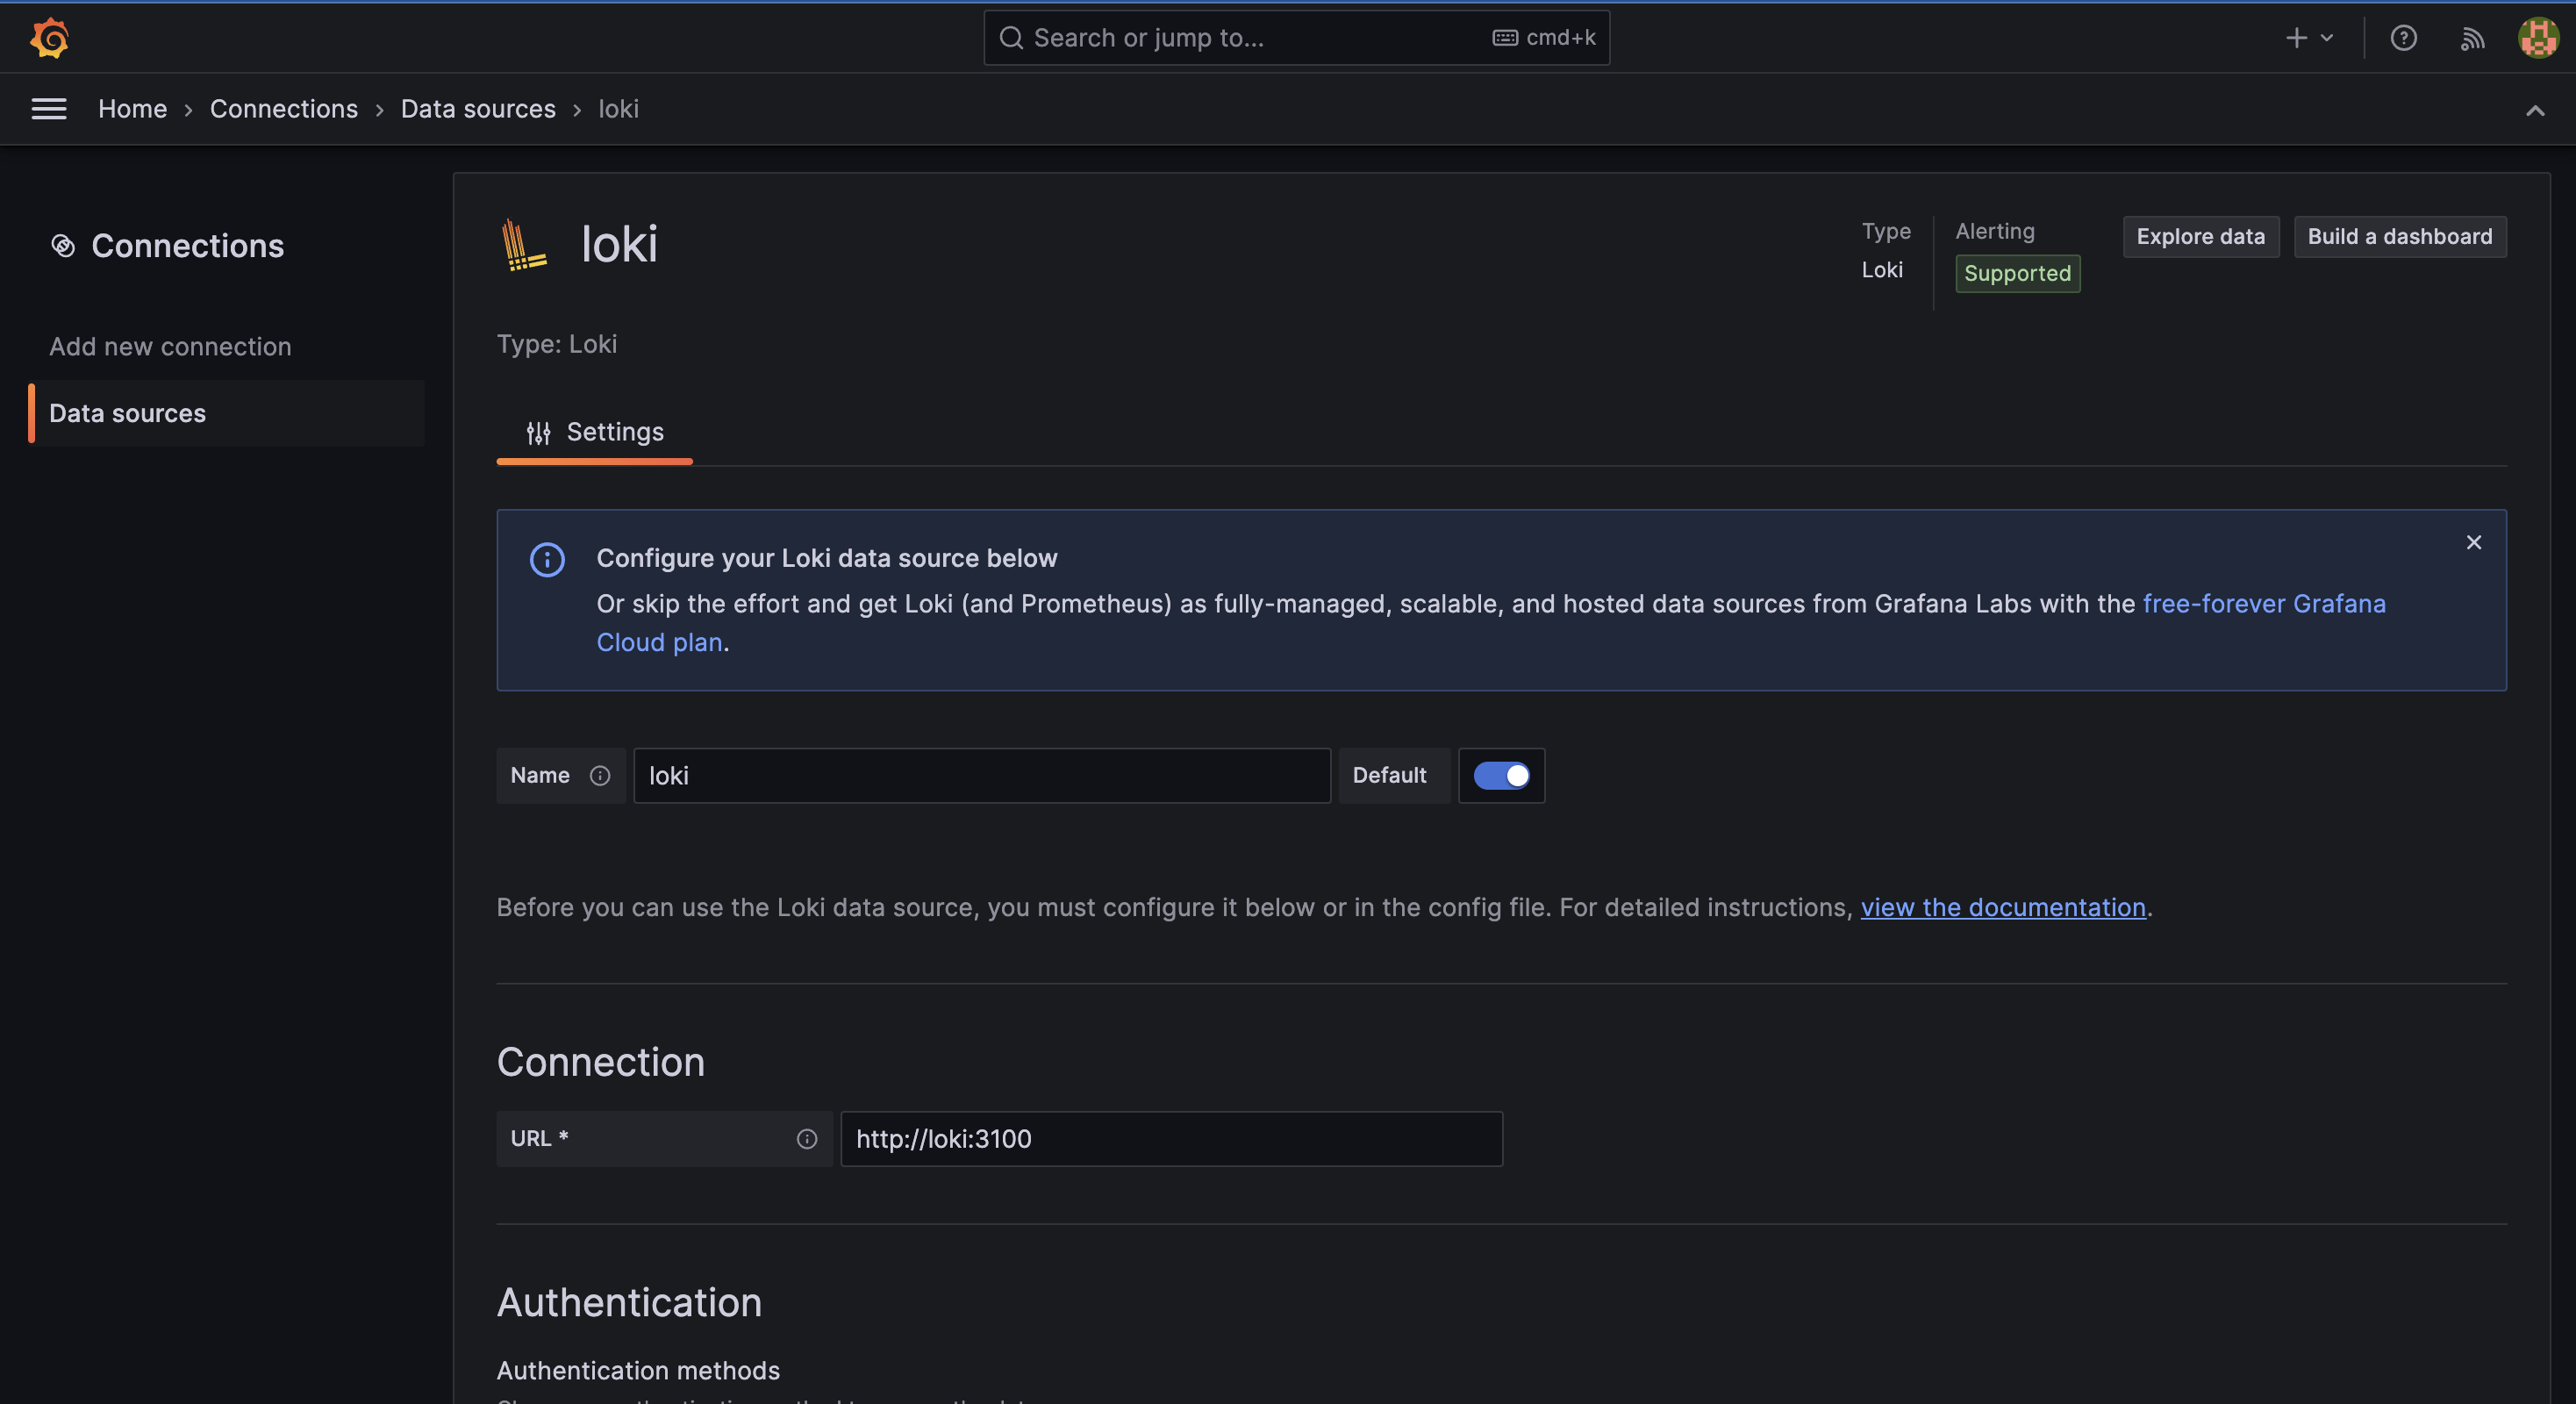 Search or jump to...
cmd+k
Home › Connections › Data sources › loki
Connections
Add new connection
Data sources
loki
Type
Loki
Alerting
Supported
Explore data
Build a dashboard
Type: Loki
Settings
Configure your Loki data source below
Or skip the effort and get Loki (and Prometheus) as fully-managed, scalable, and hosted data sources from Grafana Labs with the free-forever Grafana
Cloud plan.
Name
loki
Default
Before you can use the Loki data source, you must configure it below or in the config file. For detailed instructions, view the documentation.
Connection
URL *
http://loki:3100
Authentication
Authentication methods